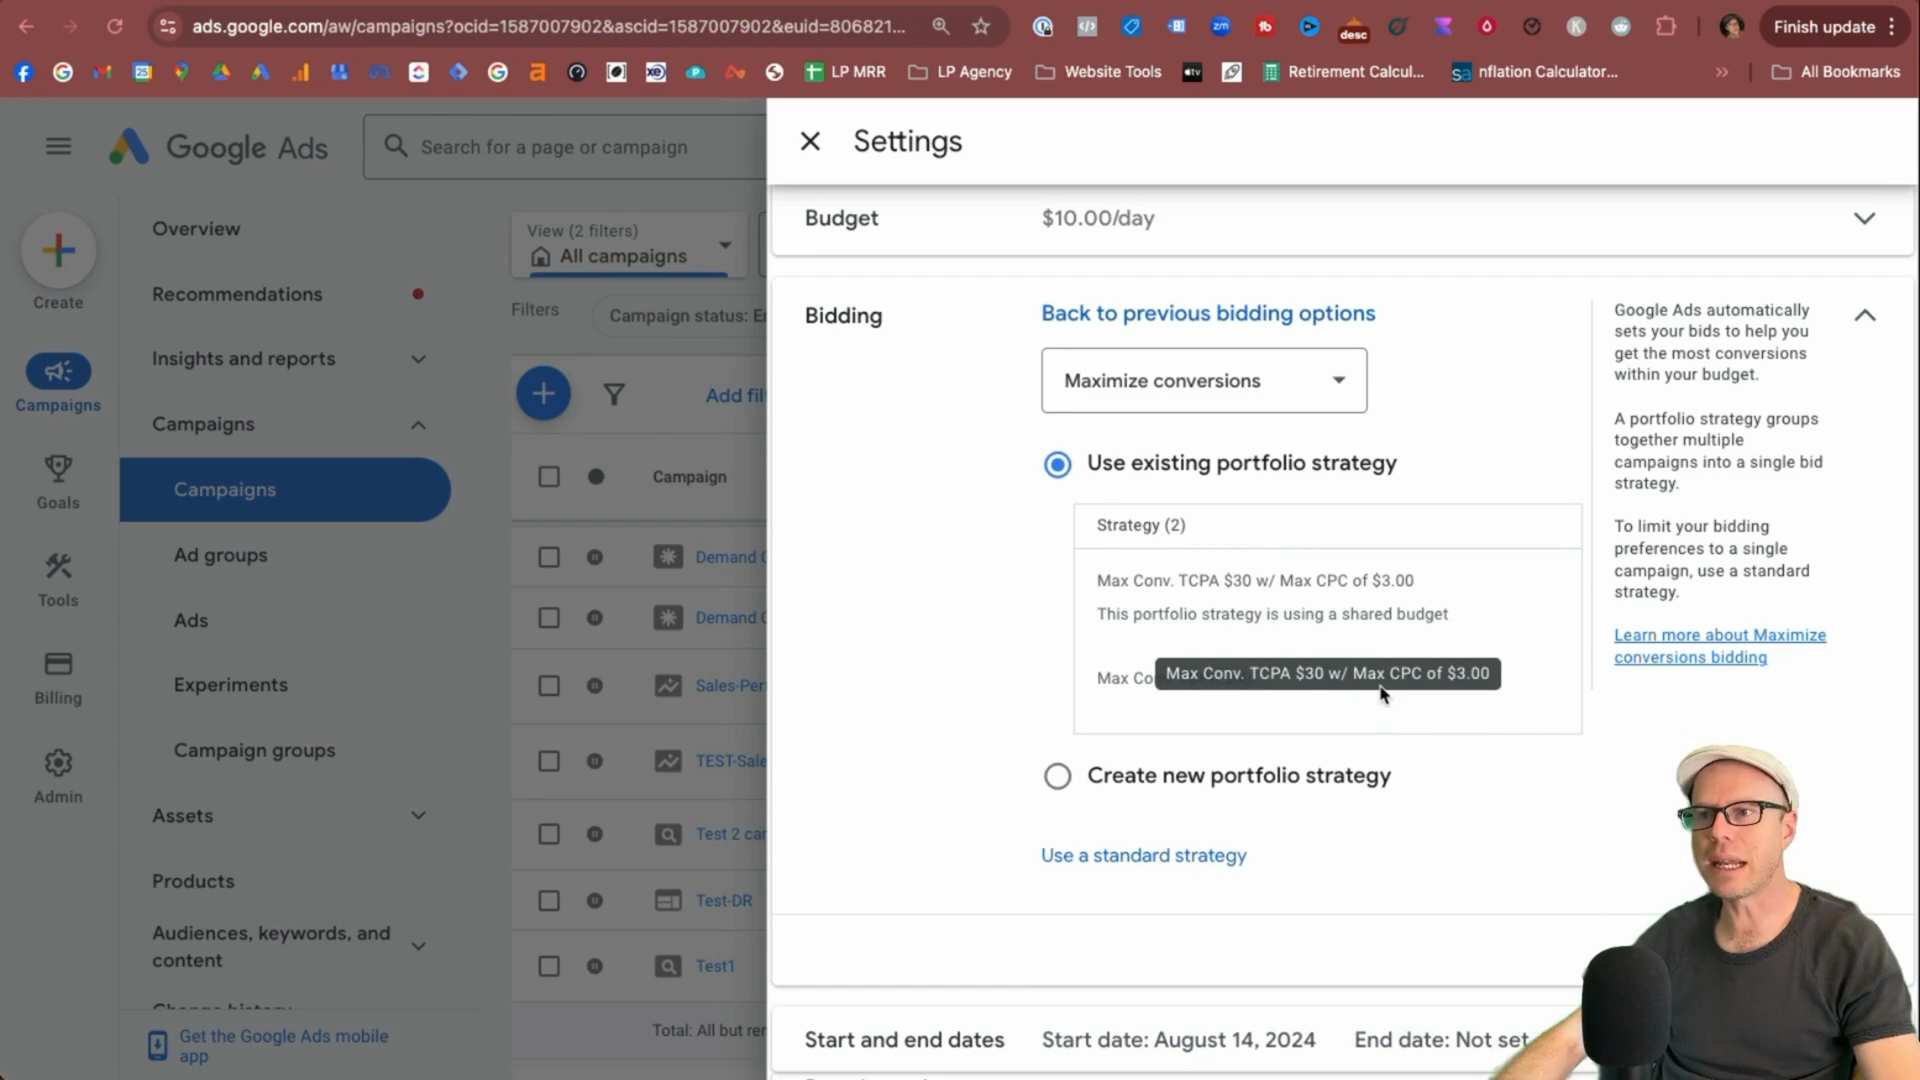 ads.google.com/aw/campaigns?ocid=1587007902&ascid=1587007902&euid=806821...
desc
Finish update
LP MRR
LP Agency
Website Tools
Retirement Calcul...
nflation Calculator...
All Bookmarks
Google Ads
Search for a page or campaign
Create
Campaigns
Goals
Tools
Billing
Admin
Overview
Recommendations
Insights and reports
Campaigns
Campaigns
Ad groups
Ads
Experiments
Campaign groups
Assets
Products
Audiences, keywords, and
content
Get the Google Ads mobile
app
View (2 filters)
All campaigns
Filters
Campaign status: E
Add fil
Campaign
Demand
Demand
Sales-Per
TEST-Sale
Test 2 ca
Test-DR
Test1
Total: All but re
Settings
Budget
$10.00/day
Bidding
Back to previous bidding options
Maximize conversions
Use existing portfolio strategy
Strategy (2)
Max Conv. TCPA $30 w/ Max CPC of $3.00
This portfolio strategy is using a shared budget
Max Co
Max Conv. TCPA $30 w/ Max CPC of $3.00
Create new portfolio strategy
Use a standard strategy
Google Ads automatically
sets your bids to help you
get the most conversions
within your budget.
A portfolio strategy groups
together multiple
campaigns into a single bid
strategy.
To limit your bidding
preferences to a single
campaign, use a standard
strategy.
Learn more about Maximize
conversions bidding
Start and end dates
Start date: August 14, 2024
End date: Not set